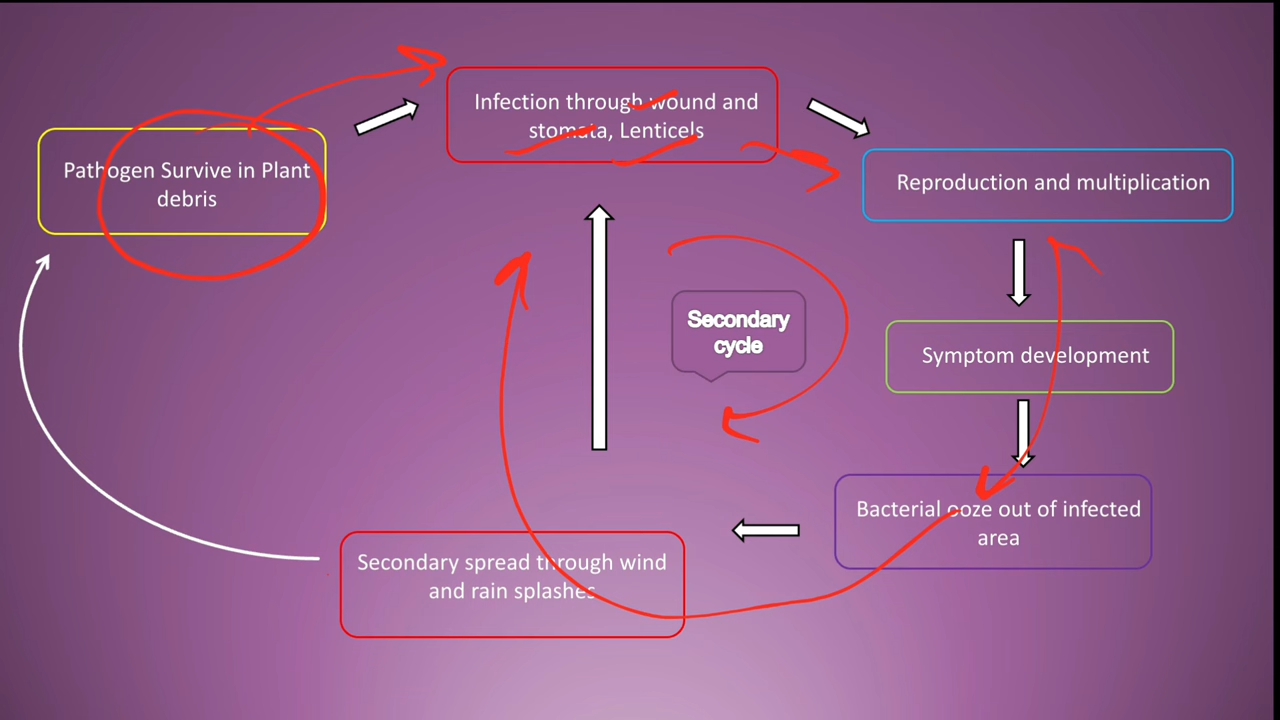 Pathogen Survive in Plant
debris
Infection through wound and
stomata, Lenticels
Reproduction and multiplication
Symptom development
Bacterial ooze out of infected
area
Secondary spread through wind
and rain splashes
Secondary
cycle